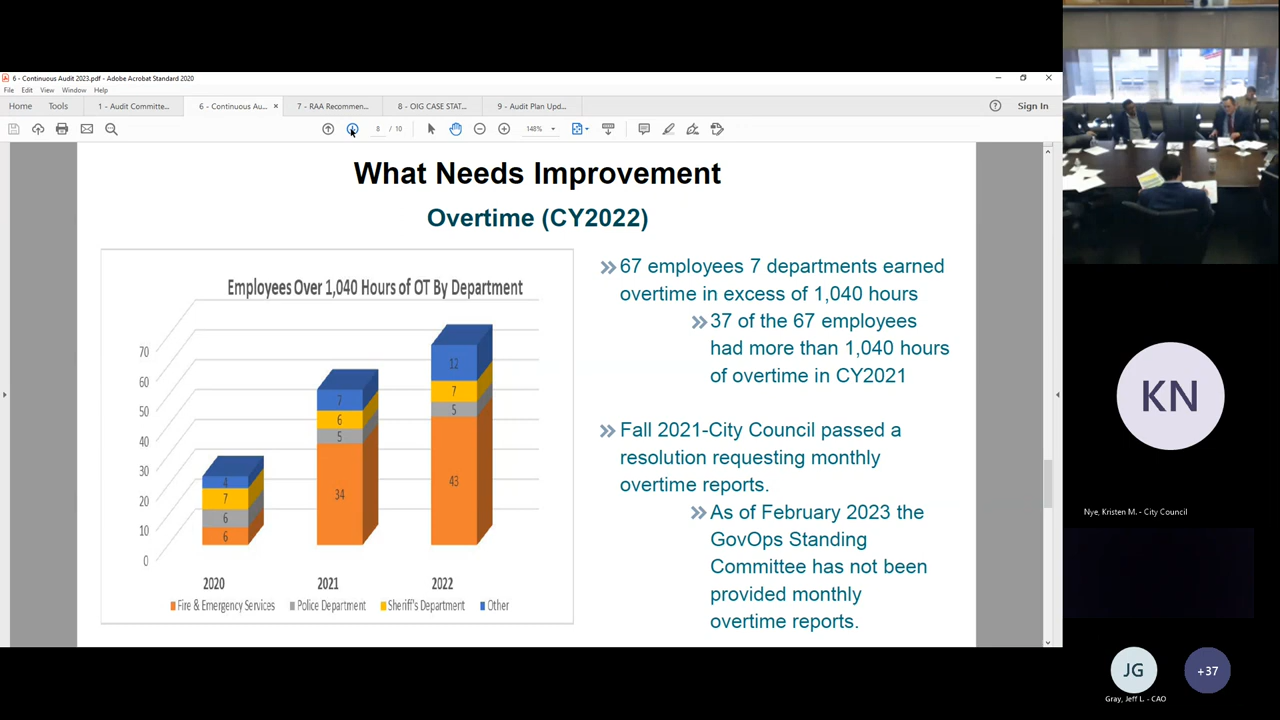 6 - Continuous Audit 2023.pdf - Adobe Acrobat Standard 2020
File Edit View Window Help
Home Tools 1 - Audit Committe... 6 - Continuous Au... × 7 - RAA Recommen... 8 - OIG CASE STAT... 9 - Audit Plan Upd... Sign In
8 / 10 148%
What Needs Improvement
Overtime (CY2022)
Employees Over 1,040 Hours of OT By Department
70
60
50
40
30
20
10
0
4
7
6
6
7
6
5
34
12
7
5
43
2020 2021 2022
Fire & Emergency Services Police Department Sheriff's Department Other
67 employees 7 departments earned
overtime in excess of 1,040 hours
37 of the 67 employees
had more than 1,040 hours
of overtime in CY2021
Fall 2021-City Council passed a
resolution requesting monthly
overtime reports.
As of February 2023 the
GovOps Standing
Committee has not been
provided monthly
overtime reports.
KN
Nye, Kristen M. - City Council
JG
+37
Gray, Jeff L. - CAO